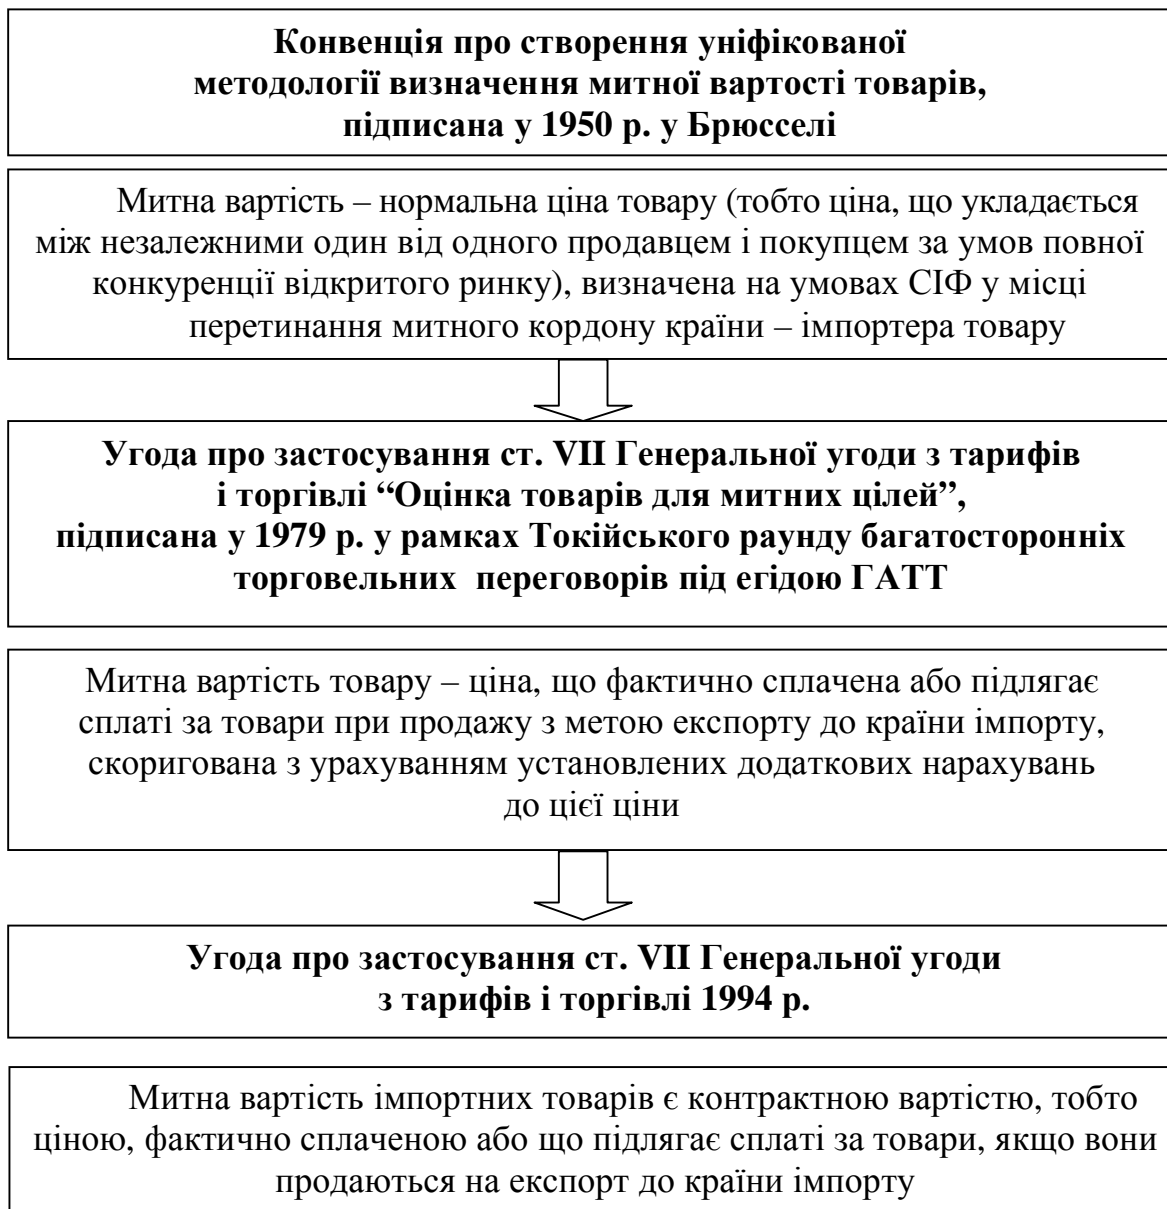 Конвенція про створення уніфікованої
методології визначення митної вартості товарів,
підписана у 1950 р. у Брюсселі
Митна вартість – нормальна ціна товару (тобто ціна, що укладається
між незалежними один від одного продавцем і покупцем за умов повної
конкуренції відкритого ринку), визначена на умовах СІФ у місці
перетинання митного кордону країни – імпортера товару
Угода про застосування ст. VII Генеральної угоди з тарифів
і торгівлі “Оцінка товарів для митних цілей”,
підписана у 1979 р. у рамках Токійського раунду багатосторонніх
торговельних переговорів під егідою ГАТТ
Митна вартість товару – ціна, що фактично сплачена або підлягає
сплаті за товари при продажу з метою експорту до країни імпорту,
скоригована з урахуванням установлених додаткових нарахувань
до цієї ціни
Угода про застосування ст. VII Генеральної угоди
з тарифів і торгівлі 1994 р.
Митна вартість імпортних товарів є контрактною вартістю, тобто
ціною, фактично сплаченою або що підлягає сплаті за товари, якщо вони
продаються на експорт до країни імпорту